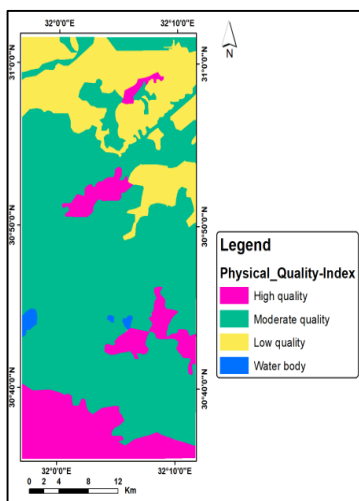 32°0'0"E 32°10'0"E
N
31°0'0"N 31°0'0"N
30°50'0"N 30°50'0"N
Legend
Physical_Quality-Index
High quality
Moderate quality
Low quality
Water body
30°40'0"N 30°40'0"N
32°0'0"E 32°10'0"E
0 2 4 8 12
Km